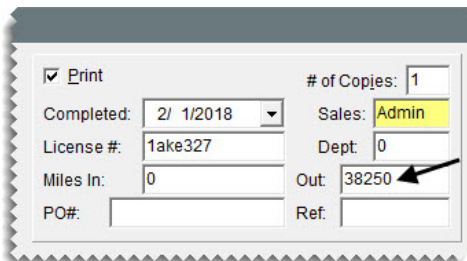 Print # of Copies: 1
Completed: 2/ 1/2018 Sales: Admin
License #: 1ake327 Dept: 0
Miles In: 0 Out: 38250
PO#: Ref: